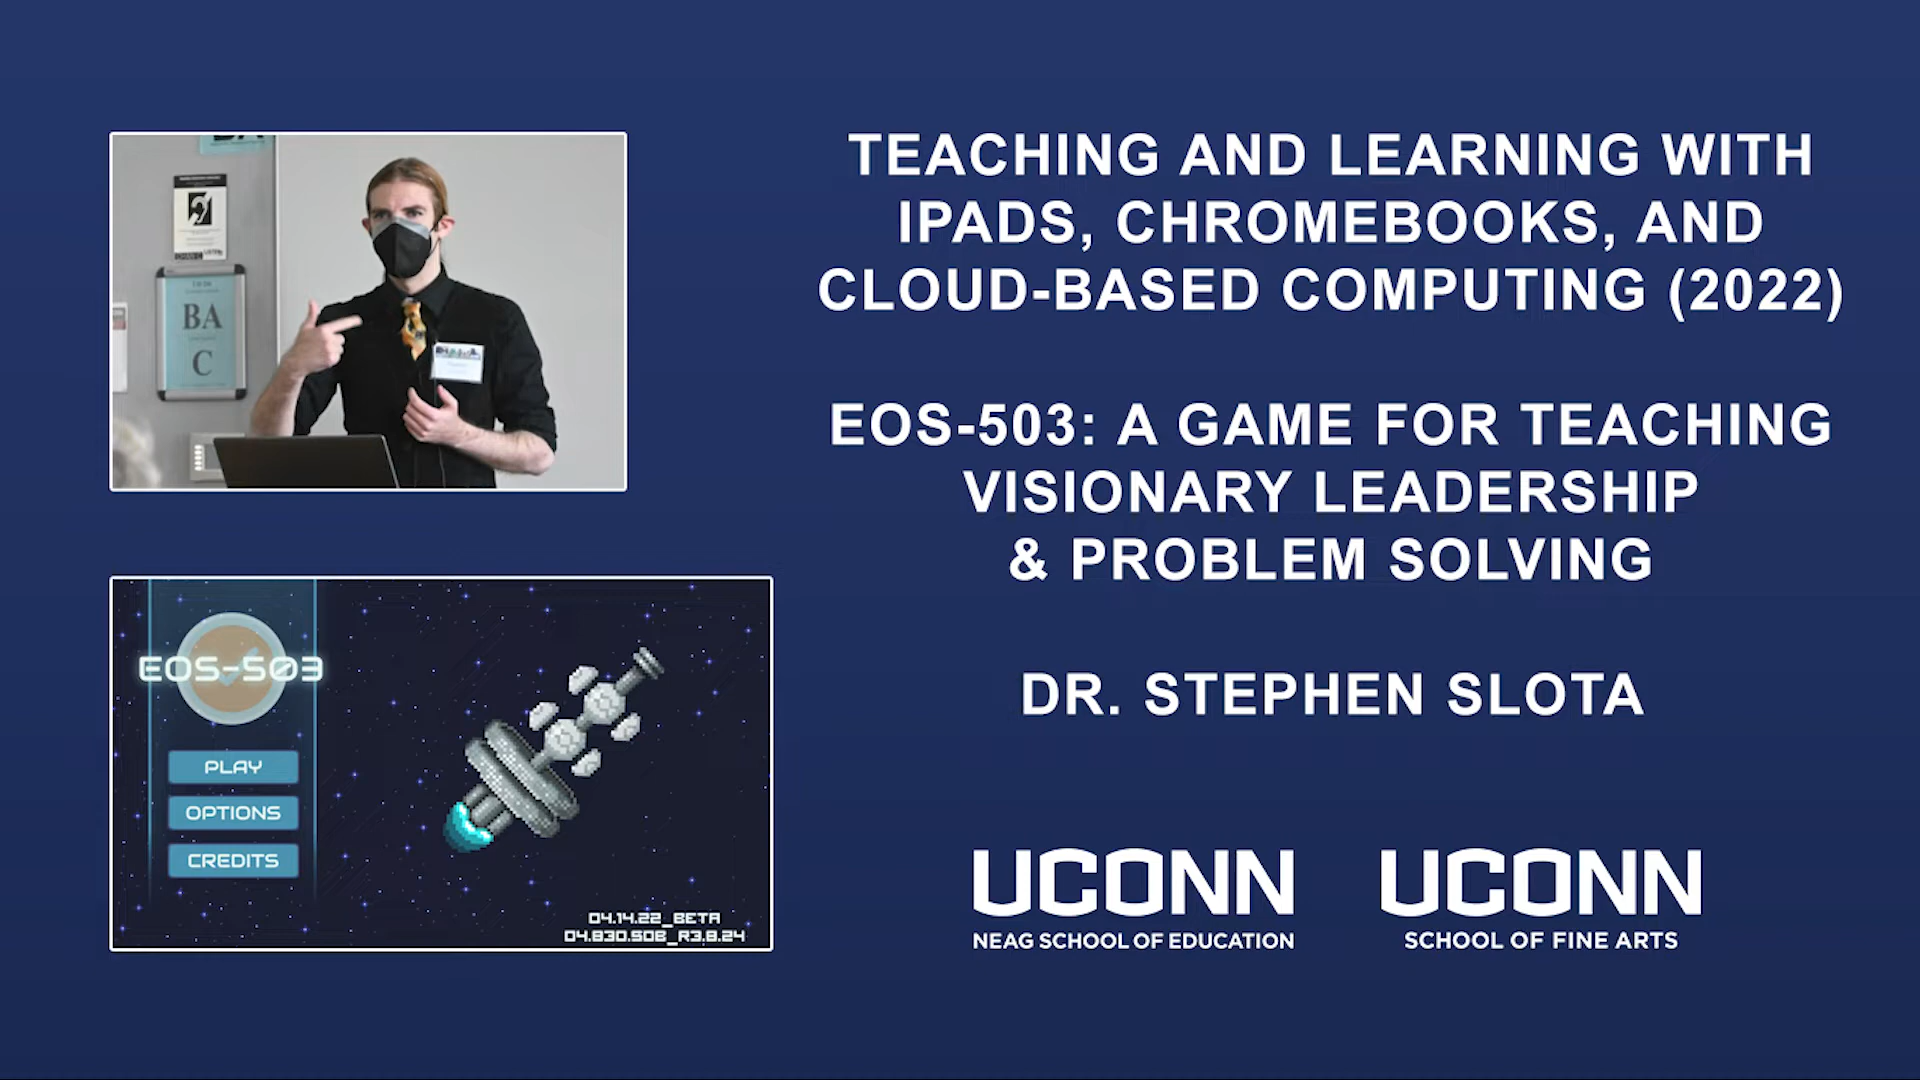 TEACHING AND LEARNING WITH
IPADS, CHROMEBOOKS, AND
CLOUD-BASED COMPUTING (2022)
EOS-503: A GAME FOR TEACHING
VISIONARY LEADERSHIP
& PROBLEM SOLVING
DR. STEPHEN SLOTA
UCONN
NEAG SCHOOL OF EDUCATION
UCONN
SCHOOL OF FINE ARTS
BA
C
EOS-503
PLAY
OPTIONS
CREDITS
04.14.22_BETA
04.830.50B_R3.8.24